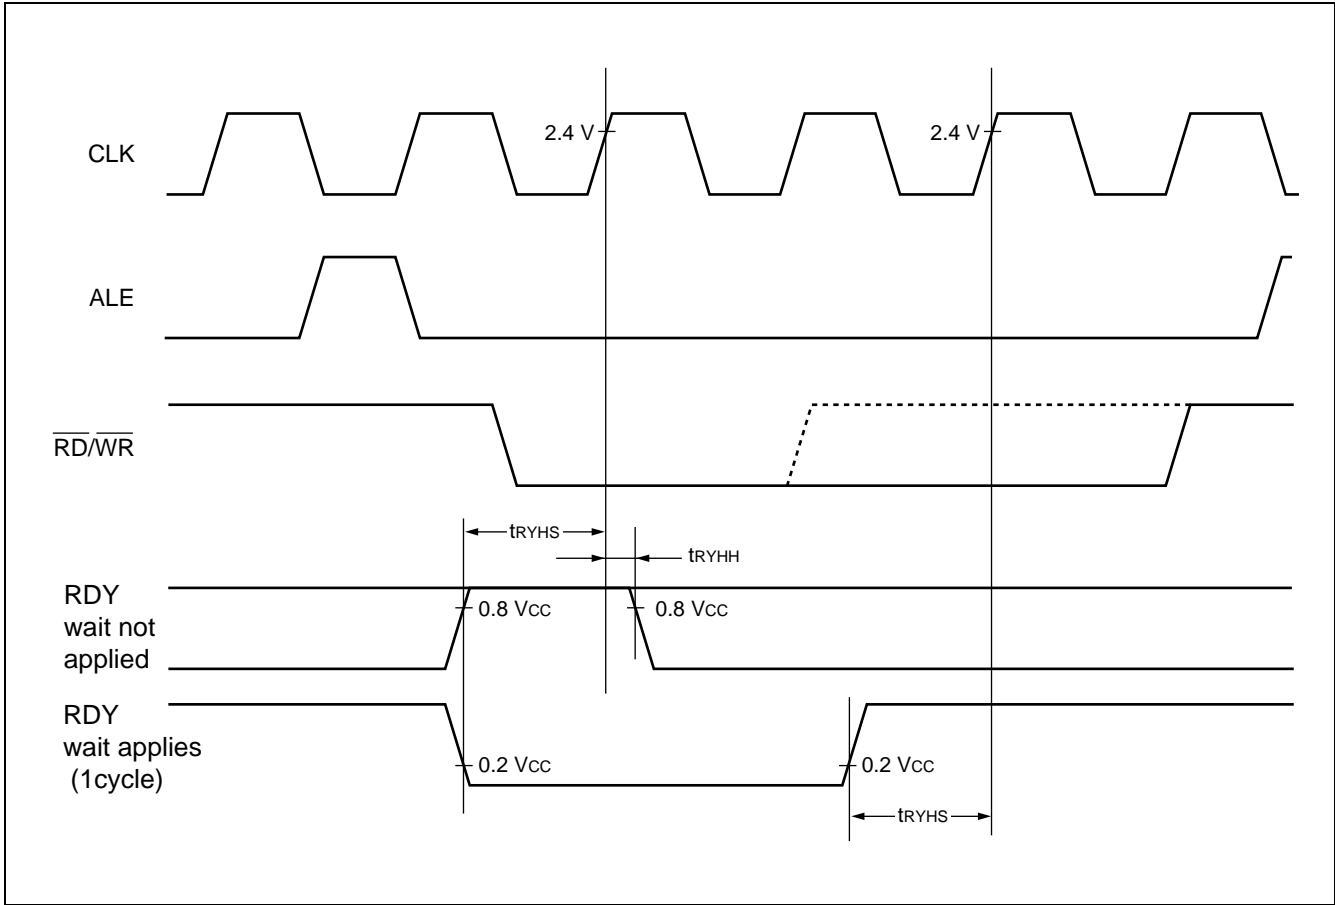 CLK
2.4 V
2.4 V
ALE
RD/WR
tRYHS
tRYHH
RDY
wait not
applied
0.8 VCC
0.8 VCC
RDY
wait applies
(1cycle)
0.2 VCC
0.2 VCC
tRYHS